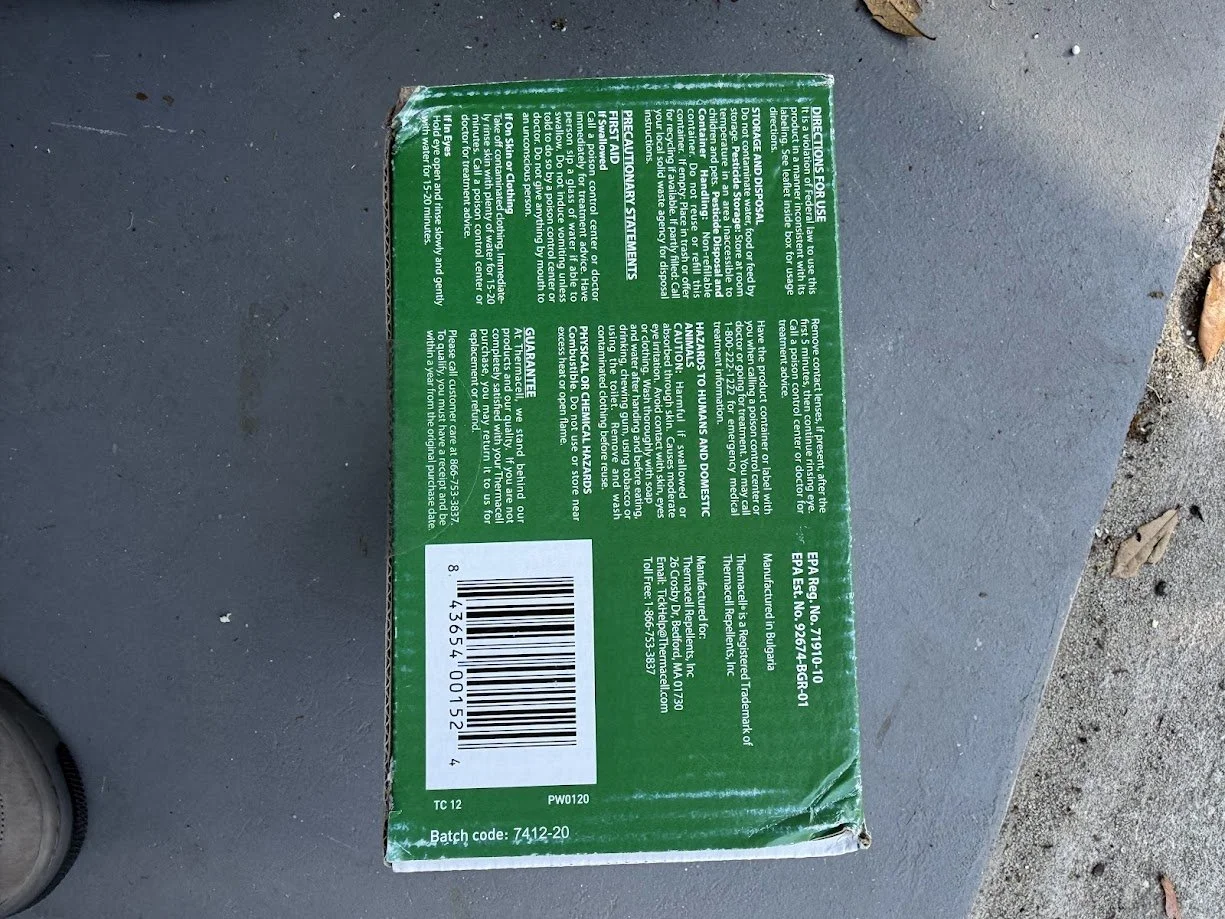 DIRECTIONS FOR USE
It is a violation of Federal law to use this
product in a manner inconsistent with its
labeling. See leaflet inside box for usage
directions.
STORAGE AND DISPOSAL
Do not contaminate water, food or feed by
storage. Pesticide Storage: Store at room
temperature in an area inaccessible to
children and pets. Pesticide Disposal and
Container Handling: Non-refillable
container. Do not reuse or refill this
container. If empty: Place in trash or offer
for recycling if available. If partly filled: Call
your local solid waste agency for disposal
instructions.
PRECAUTIONARY STATEMENTS
FIRST AID
If Swallowed
Call a poison control center or doctor
immediately for treatment advice. Have
person sip a glass of water if able to
swallow. Do not induce vomiting unless
told to do so by a poison control center or
doctor. Do not give anything by mouth to
an unconscious person.
If On Skin or Clothing
Take off contaminated clothing. Immediate-
ly rinse skin with plenty of water for 15-20
minutes. Call a poison control center or
doctor for treatment advice.
If in Eyes
Hold eye open and rinse slowly and gently
with water for 15-20 minutes.
Remove contact lenses, if present, after the
first 5 minutes, then continue rinsing eye.
Call a poison control center or doctor for
treatment advice.
Have the product container or label with
you when calling a poison control center or
doctor or going for treatment. You may call
1-800-222-1222 for emergency medical
treatment information.
HAZARDS TO HUMANS AND DOMESTIC
ANIMALS
CAUTION: Harmful if swallowed or
absorbed through skin. Causes moderate
eye irritation. Avoid contact with skin, eyes
or clothing. Wash thoroughly with soap
and water after handing and before eating,
drinking, chewing gum, using tobacco or
using the toilet. Remove and wash
contaminated clothing before reuse.
PHYSICAL OR CHEMICAL HAZARDS
Combustible. Do not use or store near
excess heat or open flame.
GUARANTEE
At Thermacell, we stand behind our
products and our quality. If you are not
completely satisfied with your Thermacell
purchase, you may return it to us for
replacement or refund.
Please call customer care at 866-753-3837.
To qualify, you must have a receipt and be
within a year from the original purchase date.
EPA Reg. No. 71910-10
EPA Est. No. 92674-BGR-01
Manufactured in Bulgaria
Thermacell® is a Registered Trademark of
Thermacell Repellents, Inc
Manufactured for:
Thermacell Repellents, Inc
26 Crosby Dr, Bedford, MA 01730
Email: TickHelp@Thermacell.com
Toll Free: 1-866-753-3837
8 43654 00152 4
PW0120
TC 12
Batch code: 7412-20